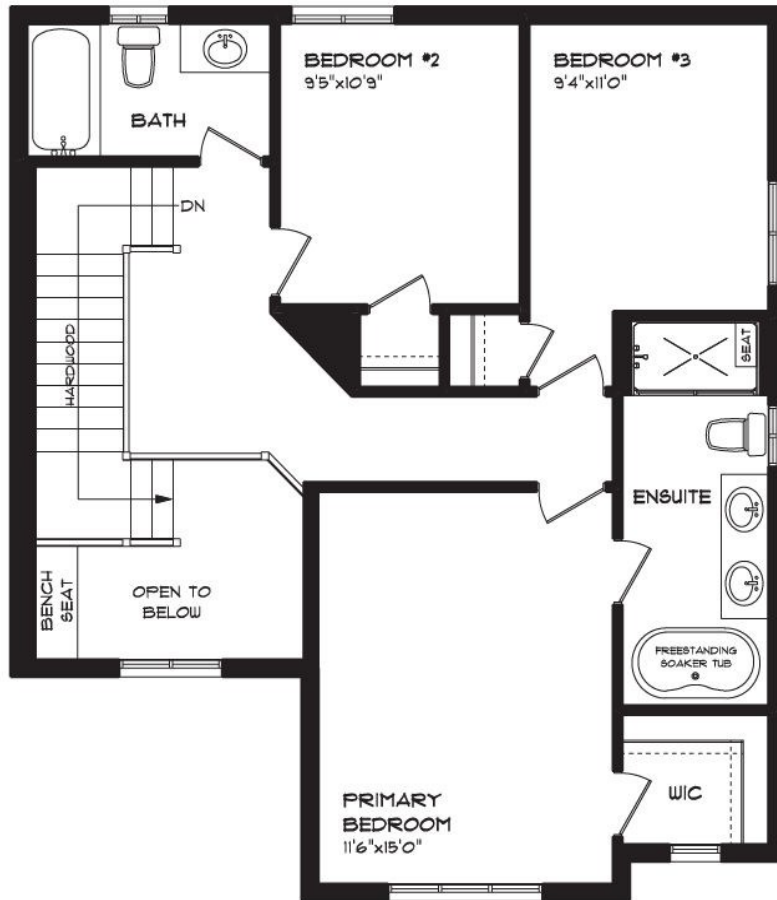 BEDROOM #2
9'5"x10'9"
BEDROOM #3
9'4"x11'0"
BATH
DN
HARDWOOD
SEAT
ENSUITE
BENCH
SEAT
OPEN TO
BELOW
FREESTANDING
SOAKER TUB
PRIMARY
BEDROOM
11'6"x15'0"
WIC